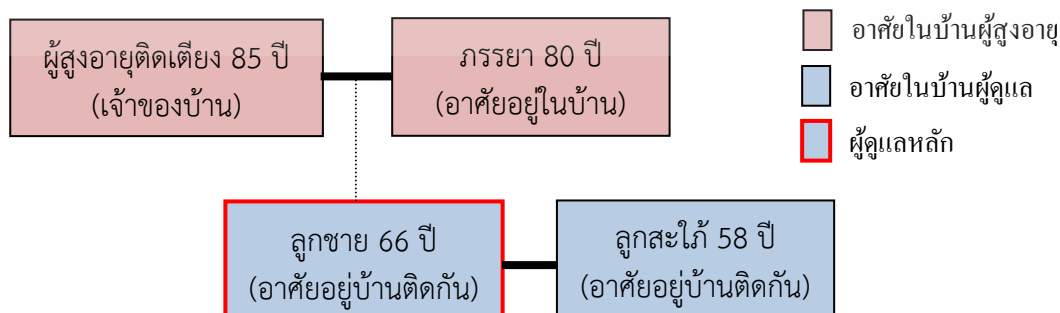 ผู้สูงอายุติดเตียง 85 ปี
(เจ้าของบ้าน)
ภรรยา 80 ปี
(อาศัยอยู่ในบ้าน)
อาศัยในบ้านผู้สูงอายุ
อาศัยในบ้านผู้ดูแล
ผู้ดูแลหลัก
ลูกชาย 66 ปี
(อาศัยอยู่บ้านติดกัน)
ลูกสะใภ้ 58 ปี
(อาศัยอยู่บ้านติดกัน)